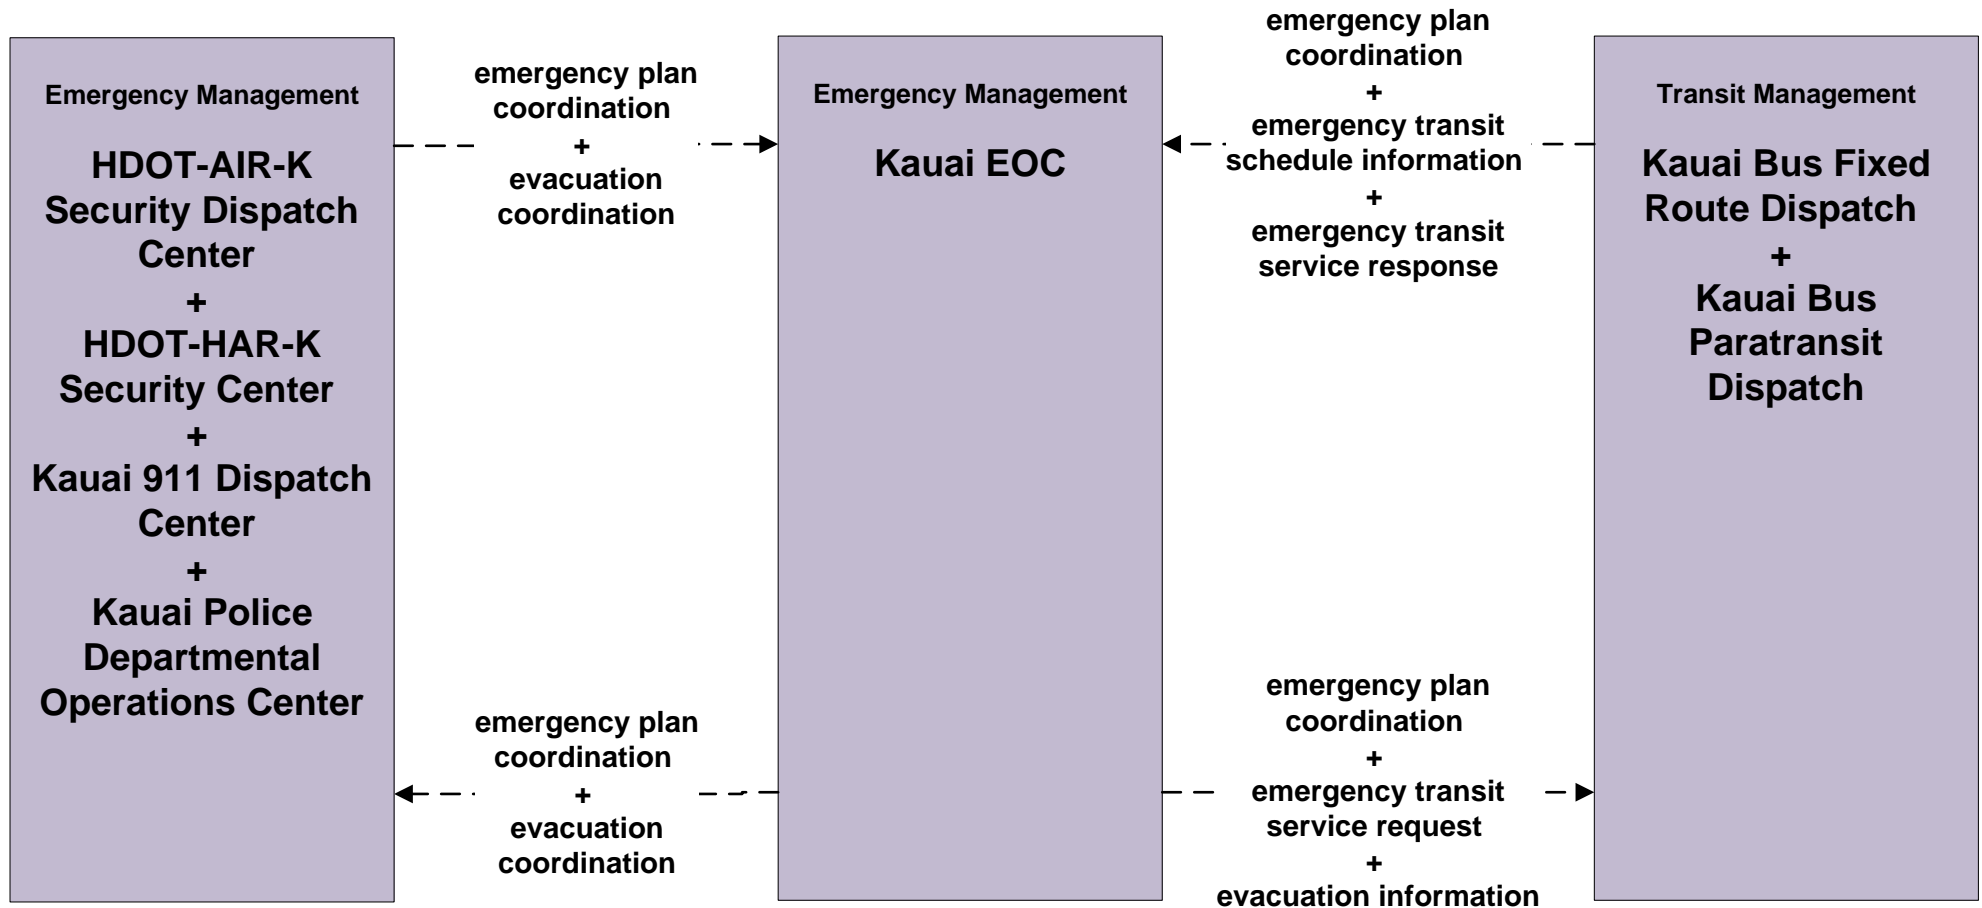 Emergency Management
HDOT-AIR-K
Security Dispatch
Center
+
HDOT-HAR-K
Security Center
+
Kauai 911 Dispatch
Center
+
Kauai Police
Departmental
Operations Center
emergency plan
coordination
+
evacuation
coordination
emergency plan
coordination
+
evacuation
coordination
Emergency Management
Kauai EOC
emergency plan
coordination
+
emergency transit
schedule information
+
emergency transit
service response
emergency plan
coordination
+
emergency transit
service request
+
evacuation information
Transit Management
Kauai Bus Fixed
Route Dispatch
+
Kauai Bus
Paratransit
Dispatch